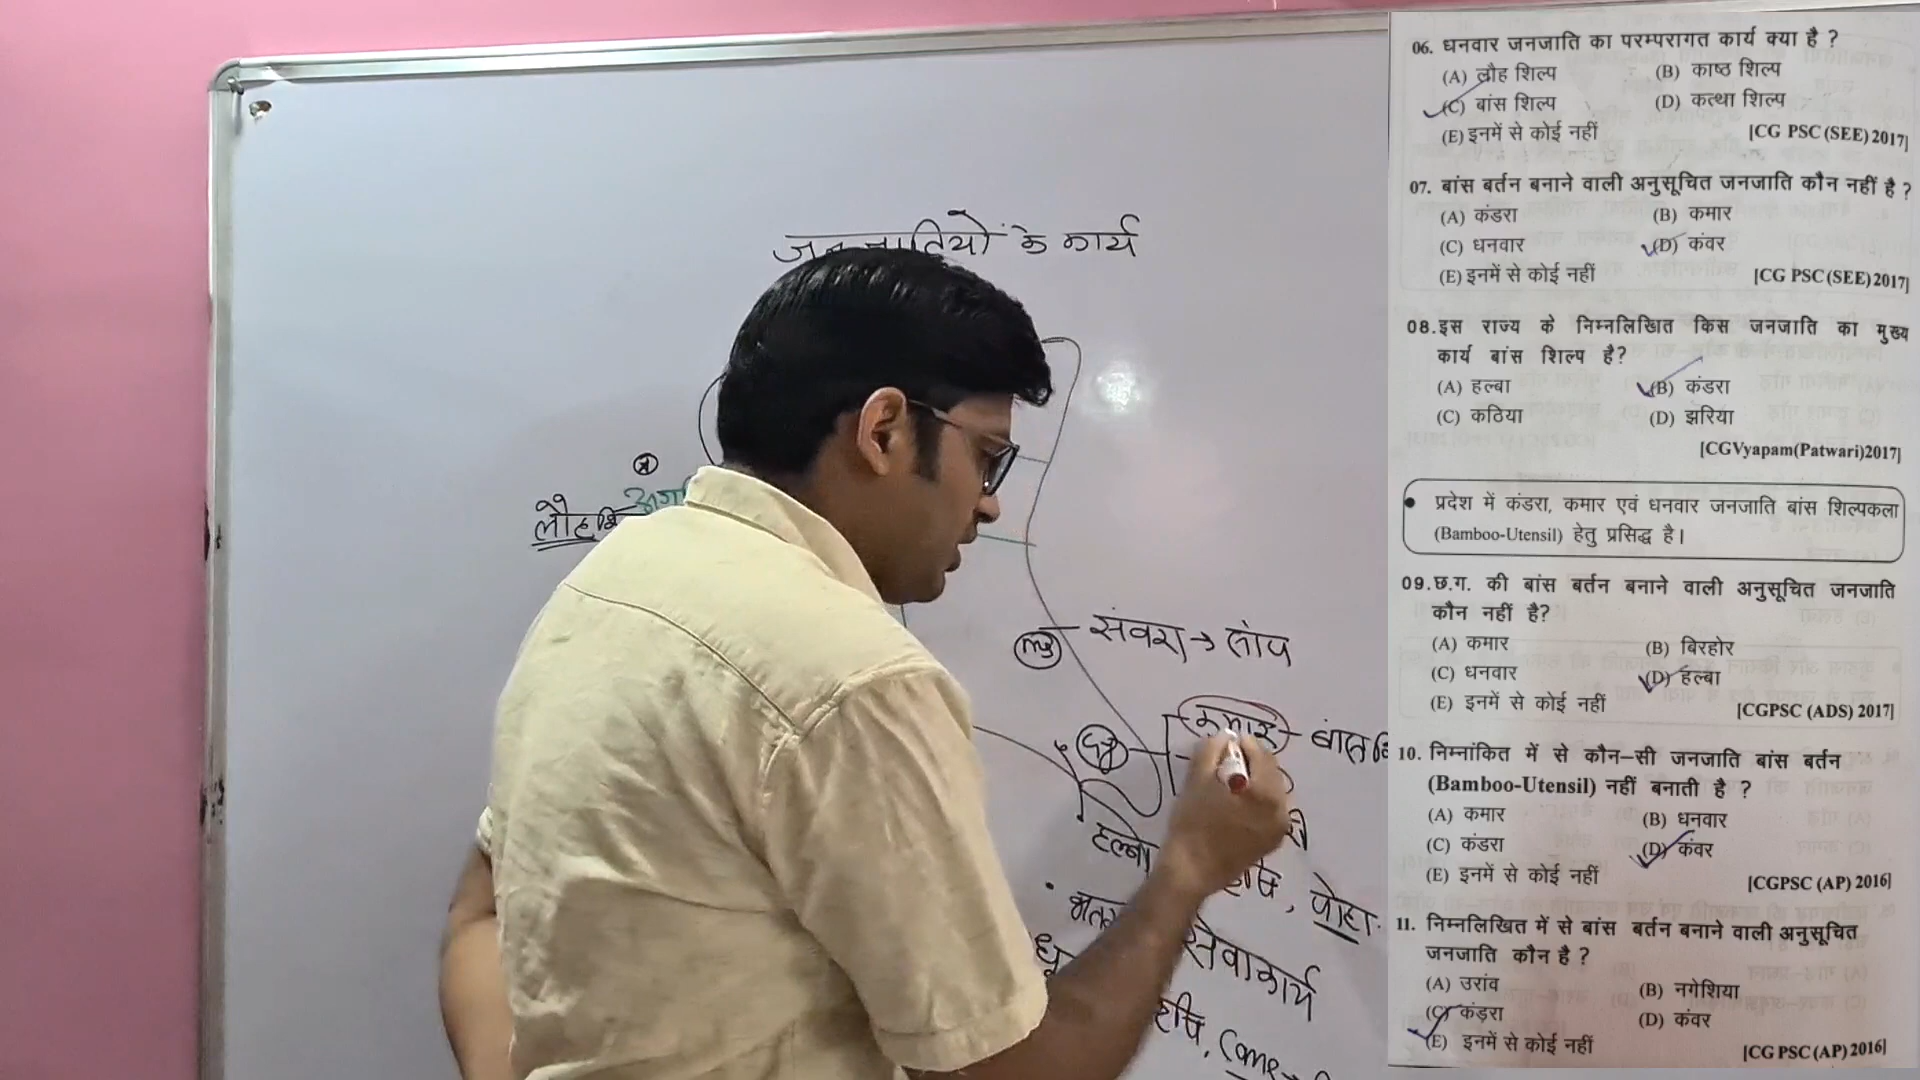 जनजातियों के कार्य
लौह
संवरा → सांप
कमार - बांस
हल्बा
कृषि, पोहा
सेवाकार्य
कृषि,
06. धनवार जनजाति का परम्परागत कार्य क्या है ?
(A) लौह शिल्प (B) काष्ठ शिल्प
(C) बांस शिल्प (D) कत्था शिल्प
(E) इनमें से कोई नहीं [CG PSC (SEE) 2017]
07. बांस बर्तन बनाने वाली अनुसूचित जनजाति कौन नहीं है ?
(A) कंडरा (B) कमार
(C) धनवार (D) कंवर
(E) इनमें से कोई नहीं [CG PSC (SEE) 2017]
08. इस राज्य के निम्नलिखित किस जनजाति का मुख्य
कार्य बांस शिल्प है?
(A) हल्बा (B) कंडरा
(C) कठिया (D) झरिया
[CGVyapam(Patwari)2017]
• प्रदेश में कंडरा, कमार एवं धनवार जनजाति बांस शिल्पकला
(Bamboo-Utensil) हेतु प्रसिद्ध है।
09. छ.ग. की बांस बर्तन बनाने वाली अनुसूचित जनजाति
कौन नहीं है?
(A) कमार (B) बिरहोर
(C) धनवार (D) हल्बा
(E) इनमें से कोई नहीं [CGPSC (ADS) 2017]
10. निम्नांकित में से कौन-सी जनजाति बांस बर्तन
(Bamboo-Utensil) नहीं बनाती है ?
(A) कमार (B) धनवार
(C) कंडरा (D) कंवर
(E) इनमें से कोई नहीं [CGPSC (AP) 2016]
11. निम्नलिखित में से बांस बर्तन बनाने वाली अनुसूचित
जनजाति कौन है ?
(A) उरांव (B) नगेशिया
(C) कंडरा (D) कंवर
(E) इनमें से कोई नहीं [CG PSC (AP) 2016]